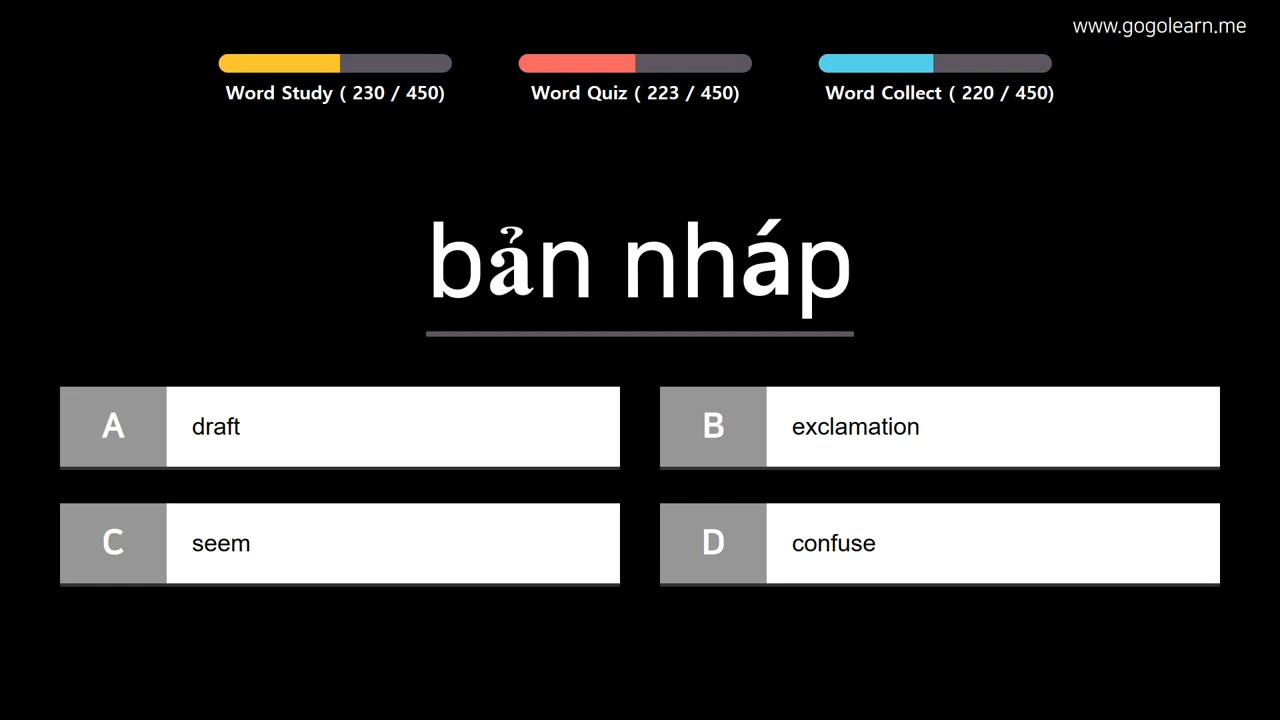 www.gogolearn.me
Word Study ( 230 / 450)
Word Quiz ( 223 / 450)
Word Collect ( 220 / 450)
bản nháp
A draft
B exclamation
C seem
D confuse